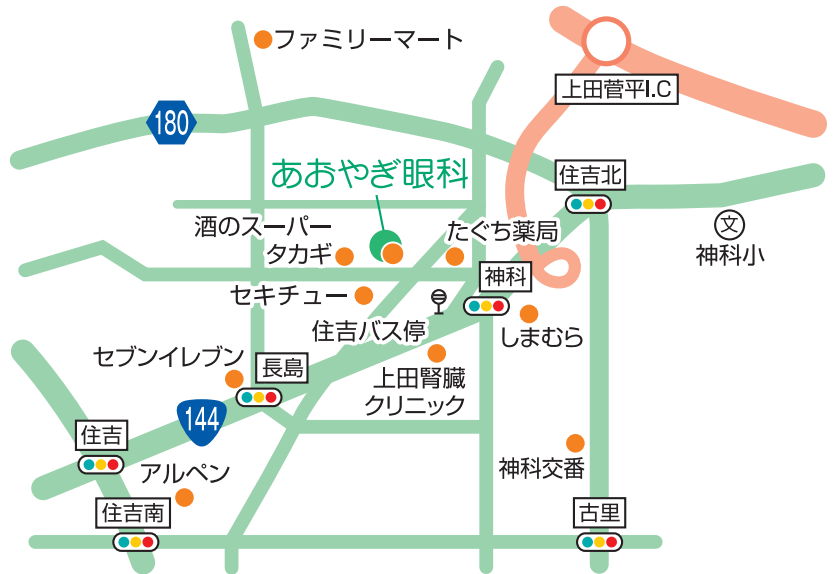 ファミリーマート
上田菅平I.C
180
あおやぎ眼科
住吉北
酒のスーパー
タカギ
たぐち薬局
文
神科小
神科
セキチュー
住吉バス停
しまむら
セブンイレブン
長島
上田腎臓
クリニック
144
住吉
アルペン
神科交番
住吉南
古里